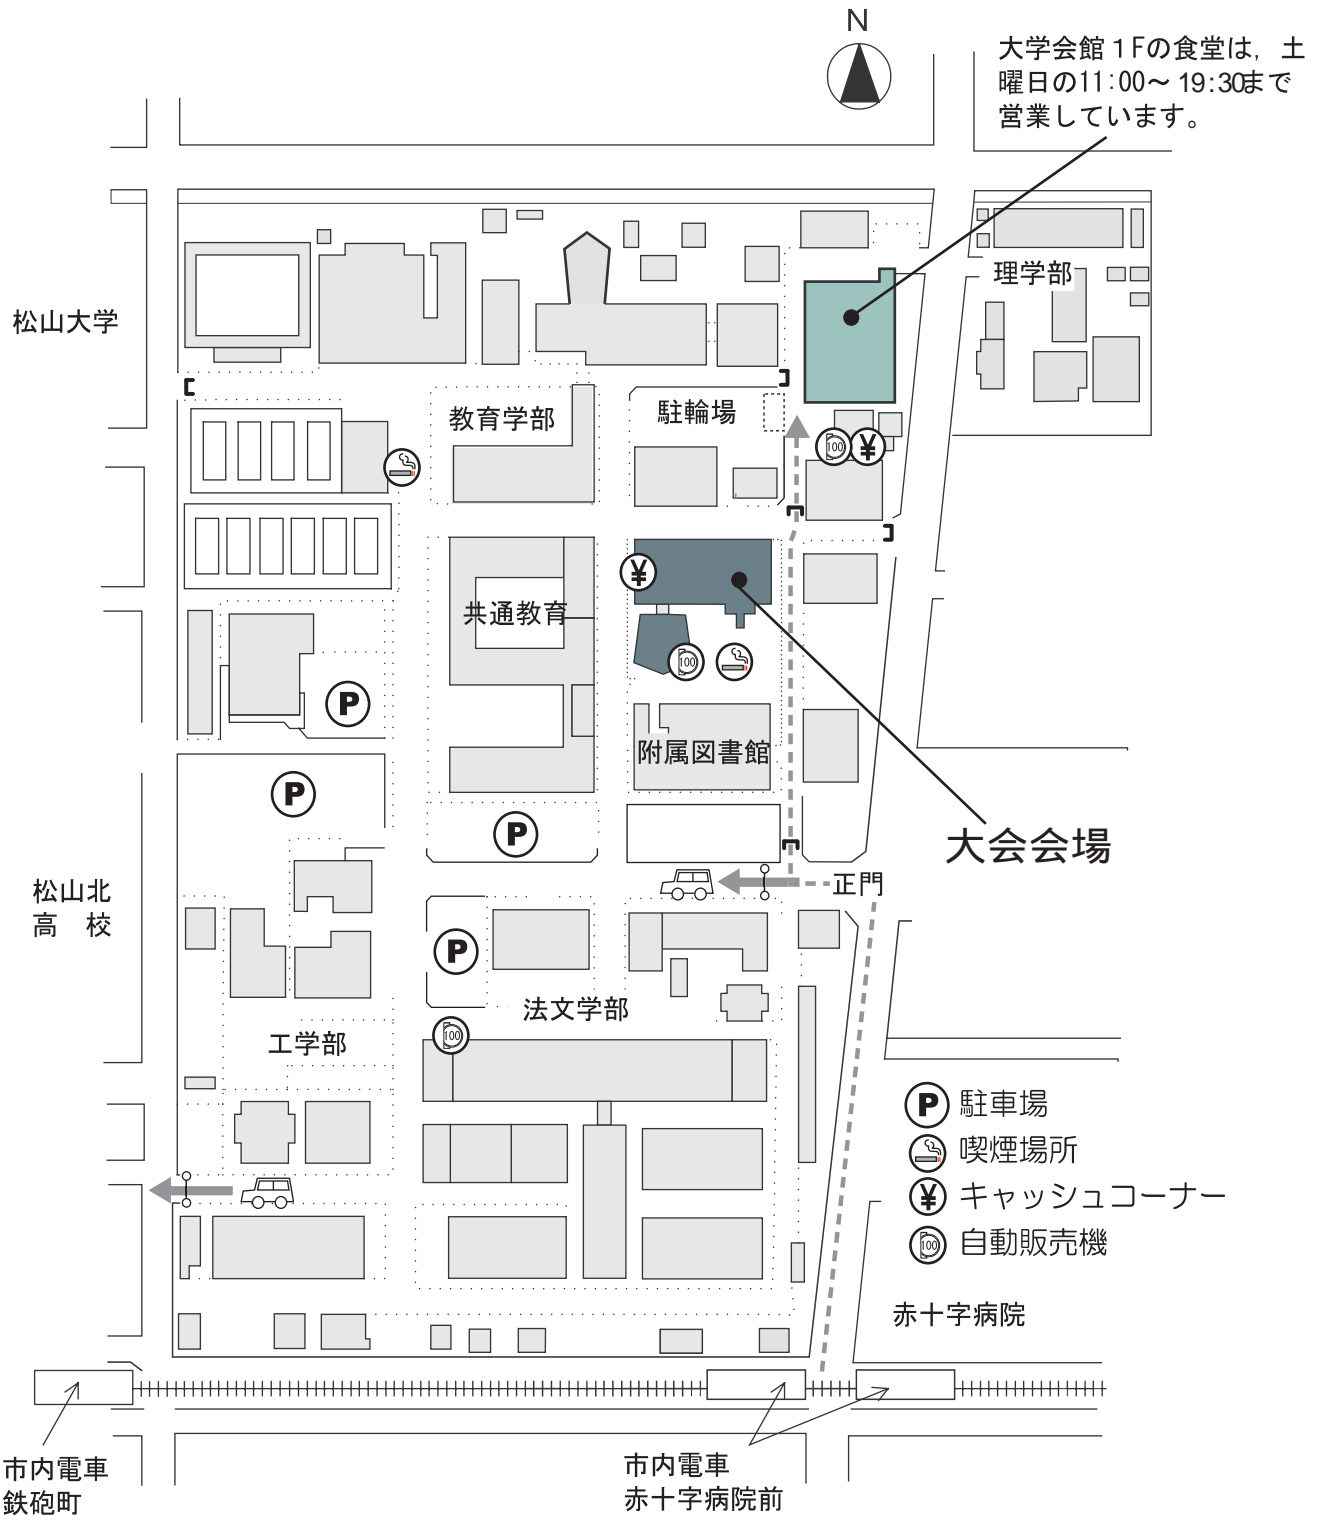 N
大学会館１Fの食堂は，土
曜日の11:00～19:30まで
営業しています。
理学部
松山大学
教育学部
駐輪場
100
¥
¥
共通教育
100
P
附属図書館
P
P
大会会場
正門
松山北
高　校
P
法文学部
100
工学部
P 駐車場
喫煙場所
¥ キャッシュコーナー
100 自動販売機
赤十字病院
市内電車
鉄砲町
市内電車
赤十字病院前